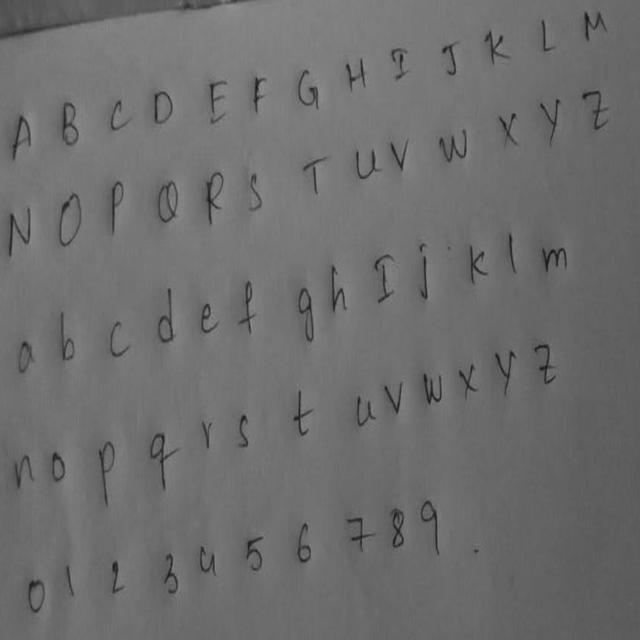 A B C D E F G H I J K L M
N O P Q R S T U V W X Y Z
a b c d e f g h I j k l m
n o p q r s t u v w x y z
0 1 2 3 4 5 6 7 8 9 .